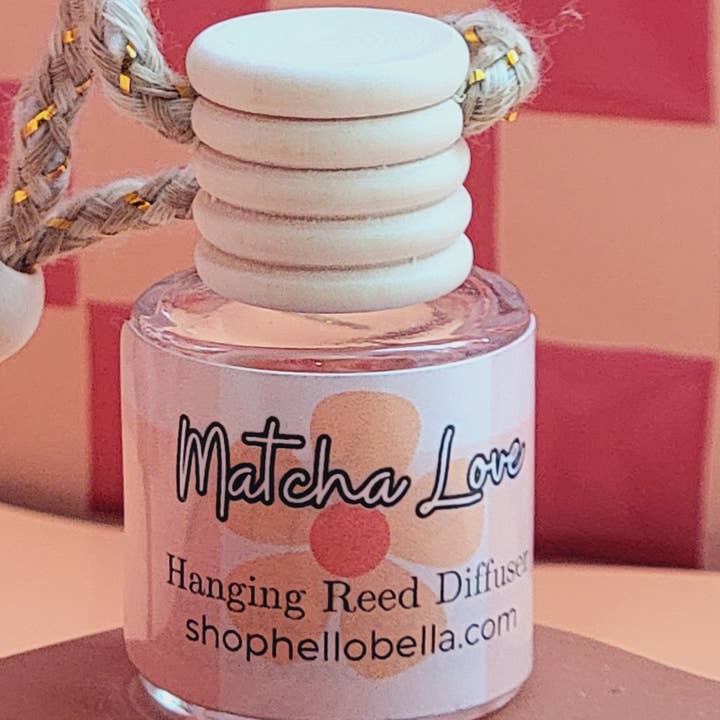 Matcha Love
Hanging Reed Diffuser
shophellobella.com